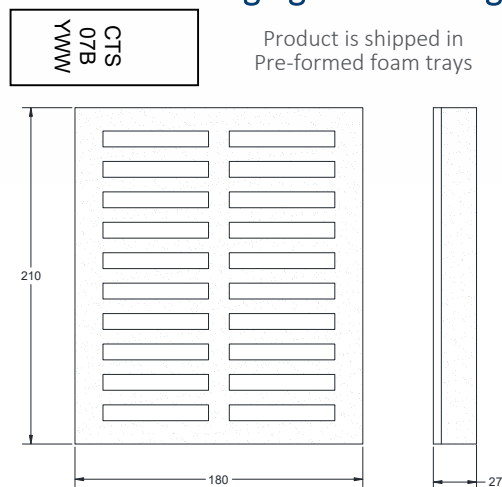 CTS
07B
YWW
Product is shipped in
Pre-formed foam trays
210
180
27